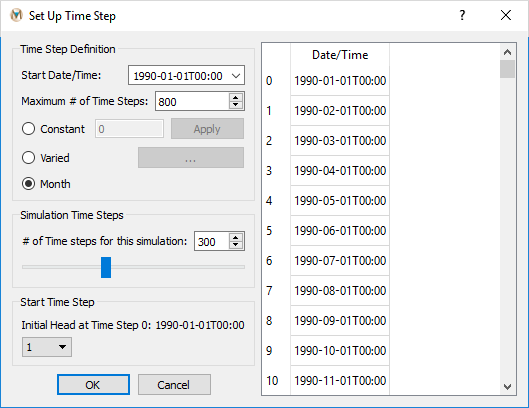 Set Up Time Step
?
Time Step Definition
Start Date/Time: 1990-01-01T00:00
Maximum # of Time Steps: 800
Constant 0 Apply
Varied ...
Month
Simulation Time Steps
# of Time steps for this simulation: 300
Start Time Step
Initial Head at Time Step 0: 1990-01-01T00:00
1
OK Cancel
Date/Time
0 1990-01-01T00:00
1 1990-02-01T00:00
2 1990-03-01T00:00
3 1990-04-01T00:00
4 1990-05-01T00:00
5 1990-06-01T00:00
6 1990-07-01T00:00
7 1990-08-01T00:00
8 1990-09-01T00:00
9 1990-10-01T00:00
10 1990-11-01T00:00